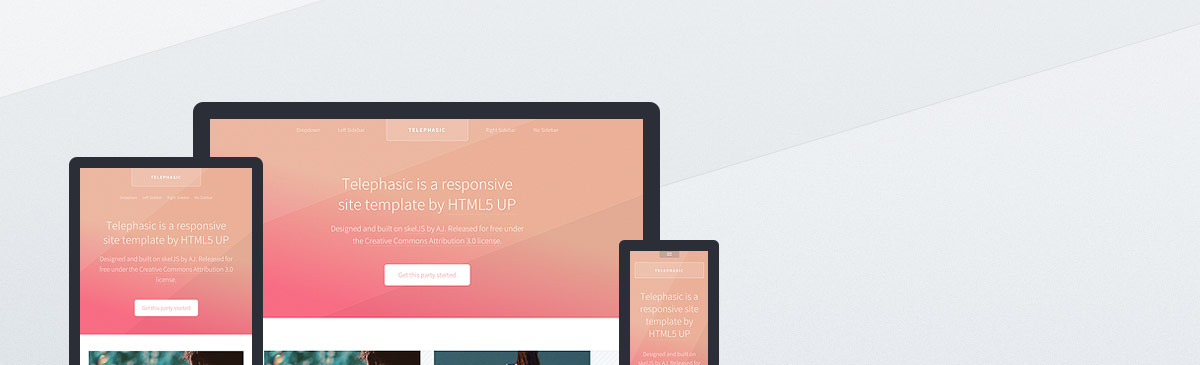 Dropdown Left Sidebar TELEPHASIC Right Sidebar No Sidebar
Telephasic is a responsive
site template by HTML5 UP
Designed and built on skelJS by AJ. Released for free under
the Creative Commons Attribution 3.0 license.
Get this party started
TELEPHASIC
Dropdown Left Sidebar Right Sidebar No Sidebar
Telephasic is a responsive
site template by HTML5 UP
Designed and built on skelJS by AJ. Released for
free under the Creative Commons Attribution 3.0
license.
Get this party started
TELEPHASIC
Telephasic is a
responsive site
template by
HTML5 UP
Designed and built on
skelJS by AJ. Released for